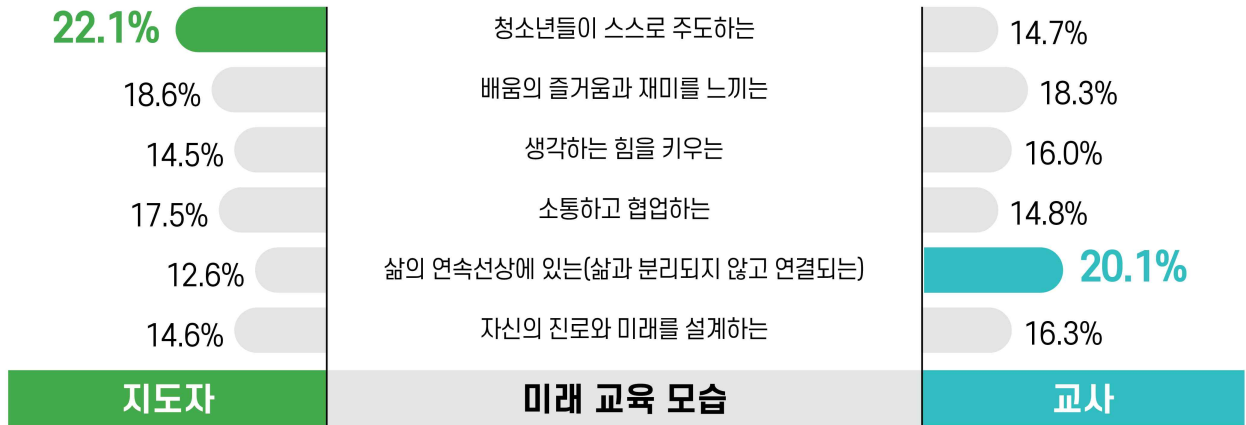 22.1% 청소년들이 스스로 주도하는 14.7%
18.6% 배움의 즐거움과 재미를 느끼는 18.3%
14.5% 생각하는 힘을 키우는 16.0%
17.5% 소통하고 협업하는 14.8%
12.6% 삶의 연속선상에 있는(삶과 분리되지 않고 연결되는) 20.1%
14.6% 자신의 진로와 미래를 설계하는 16.3%
지도자 미래 교육 모습 교사